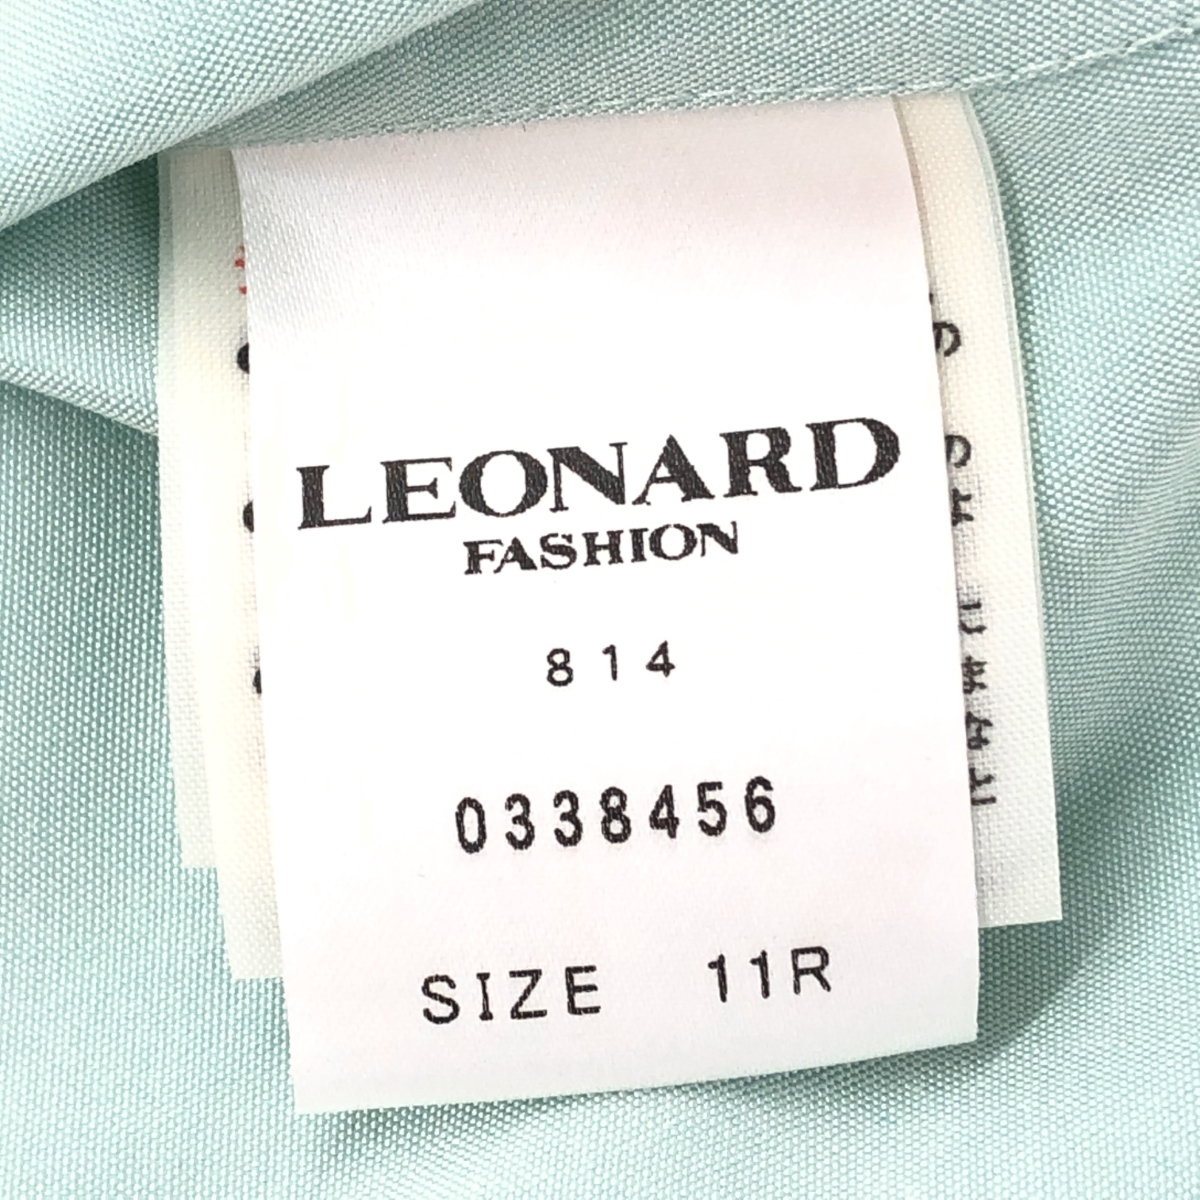 LEONARD
FASHION
814
0338456
SIZE 11R